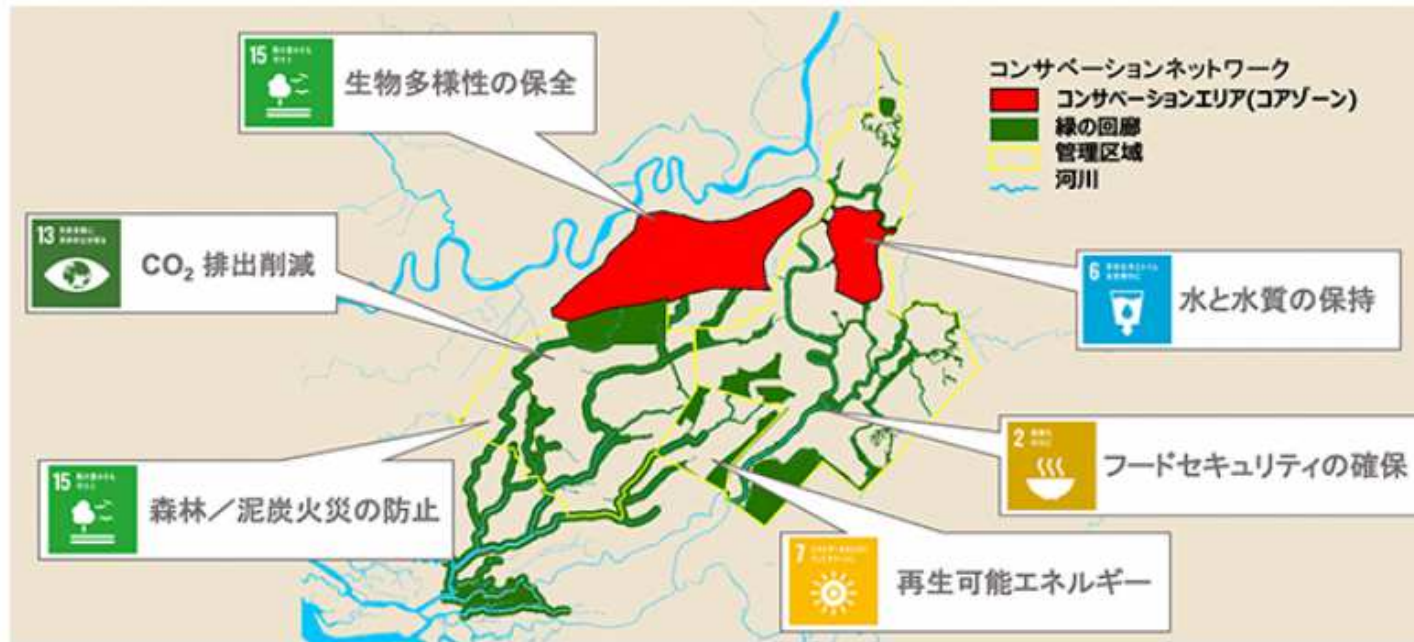 15
生物多様性の保全
コンサベーションネットワーク
コンサベーションエリア(コアゾーン)
緑の回廊
管理区域
河川
13
CO₂ 排出削減
6
水と水質の保持
2
フードセキュリティの確保
15
森林／泥炭火災の防止
7
再生可能エネルギー